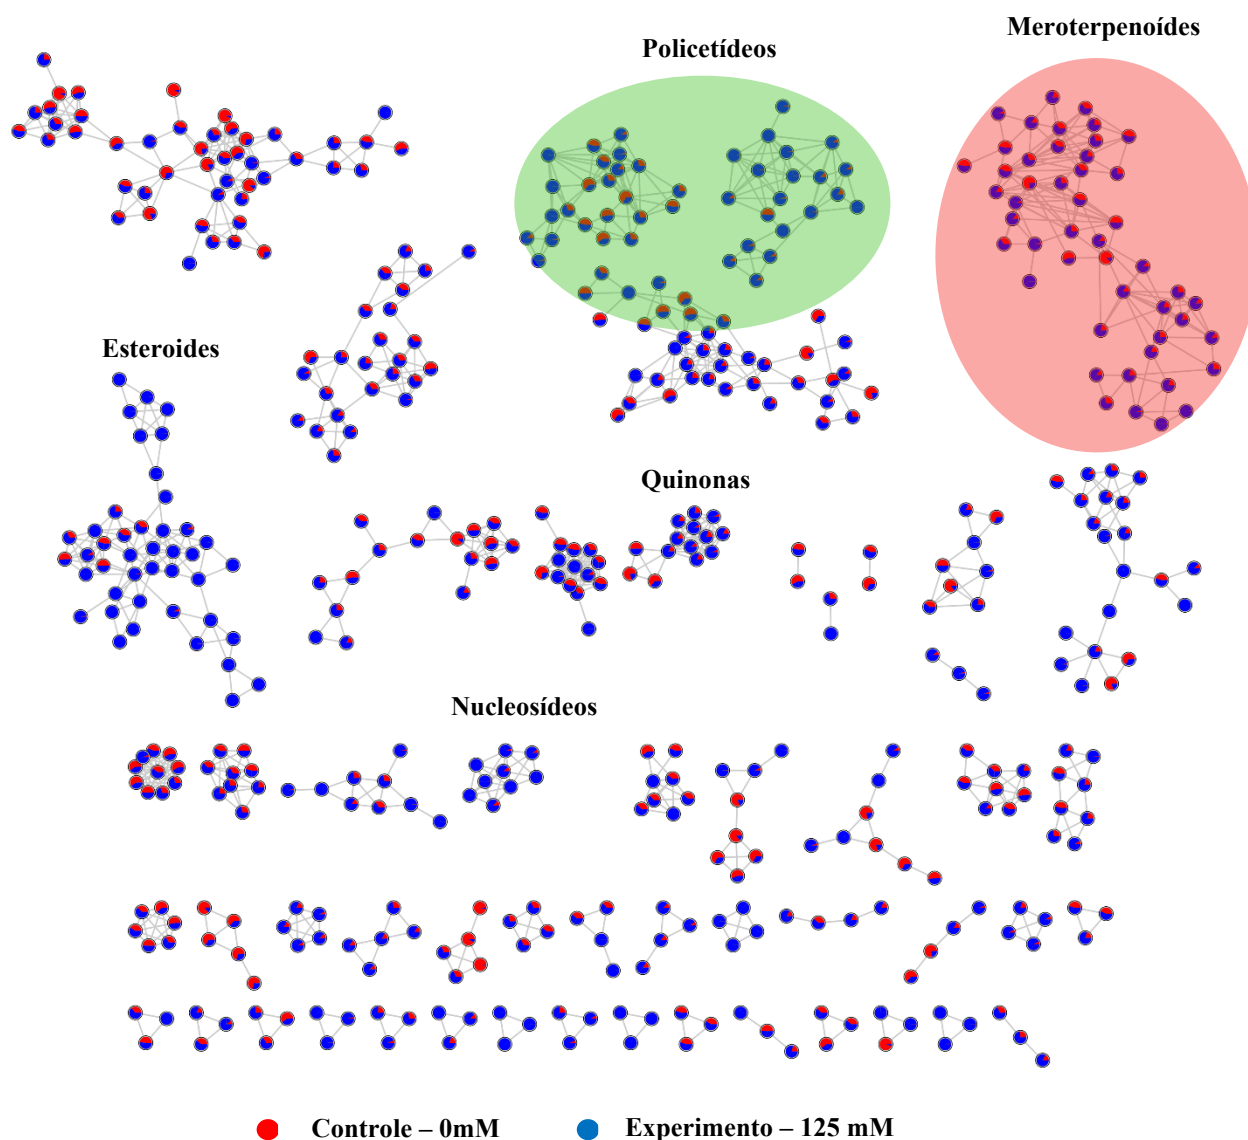 Meroterpenoídes
Policetídeos
Esteroides
Quinonas
Nucleosídeos
Controle – 0mM
Experimento – 125 mM